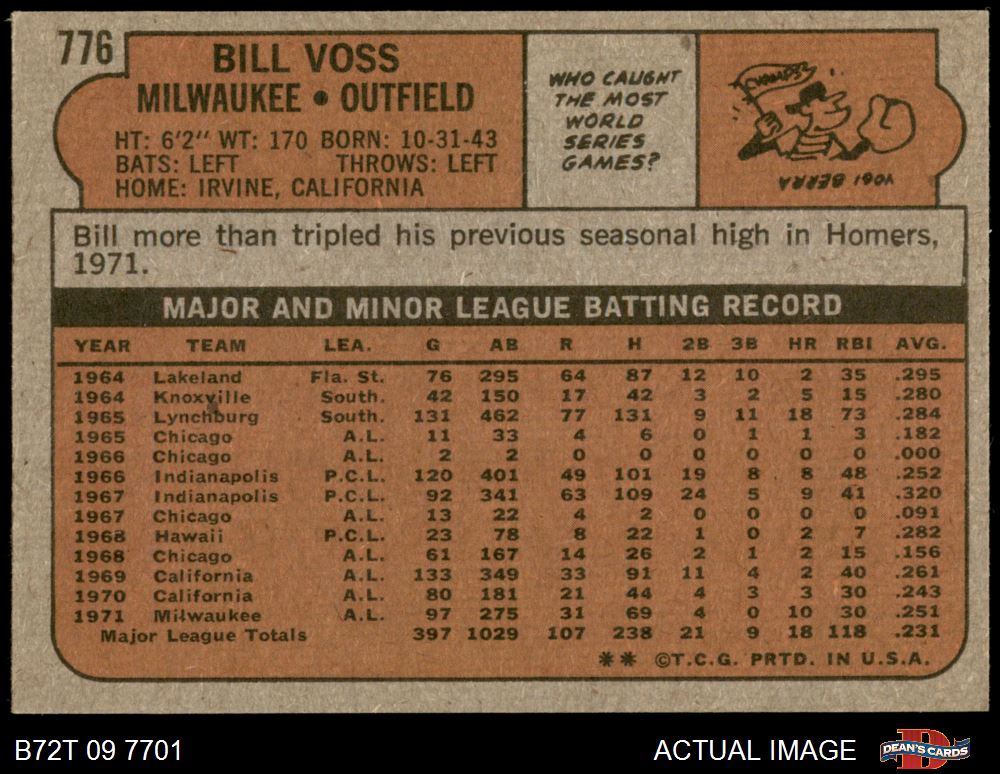 776
BILL VOSS
MILWAUKEE • OUTFIELD
HT: 6'2" WT: 170 BORN: 10-31-43
BATS: LEFT THROWS: LEFT
HOME: IRVINE, CALIFORNIA
WHO CAUGHT
THE MOST
WORLD
SERIES
GAMES?
YOGI BERRA
Bill more than tripled his previous seasonal high in Homers,
1971.
MAJOR AND MINOR LEAGUE BATTING RECORD
YEAR TEAM LEA. G AB R H 2B 3B HR RBI AVG.
1964 Lakeland Fla. St. 76 295 64 87 12 10 2 35 .295
1964 Knoxville South. 42 150 17 42 3 2 5 15 .280
1965 Lynchburg South. 131 462 77 131 9 11 18 73 .284
1965 Chicago A.L. 11 33 4 6 0 1 1 3 .182
1966 Chicago A.L. 2 2 0 0 0 0 0 0 .000
1966 Indianapolis P.C.L. 120 401 49 101 19 8 8 48 .252
1967 Indianapolis P.C.L. 92 341 63 109 24 5 9 41 .320
1967 Chicago A.L. 13 22 4 2 0 0 0 0 .091
1968 Hawaii P.C.L. 23 78 8 22 1 0 2 7 .282
1968 Chicago A.L. 61 167 14 26 2 1 2 15 .156
1969 California A.L. 133 349 33 91 11 4 2 40 .261
1970 California A.L. 80 181 21 44 4 3 3 30 .243
1971 Milwaukee A.L. 97 275 31 69 4 0 10 30 .251
Major League Totals 397 1029 107 238 21 9 18 118 .231
** ©T.C.G. PRTD. IN U.S.A.
B72T 09 7701
ACTUAL IMAGE
DEAN'S CARDS